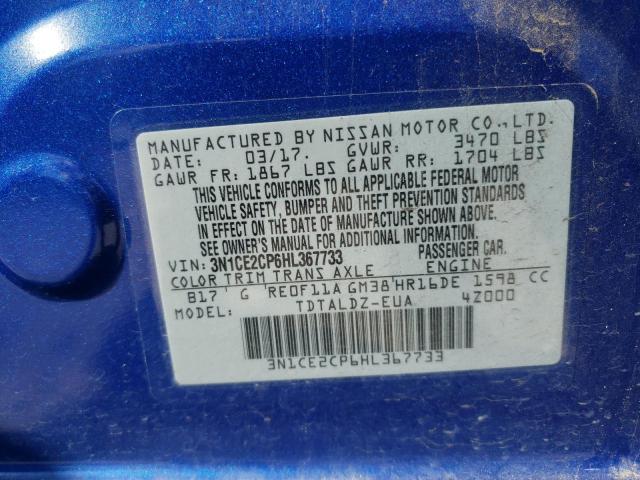 MANUFACTURED BY NISSAN MOTOR CO., LTD.
DATE: 03/17. GVWR: 3470 LBS
GAWR FR: 1867 LBS GAWR RR: 1704 LBS
THIS VEHICLE CONFORMS TO ALL APPLICABLE FEDERAL MOTOR
VEHICLE SAFETY, BUMPER AND THEFT PREVENTION STANDARDS
IN EFFECT ON THE DATE OF MANUFACTURE SHOWN ABOVE.
SEE OWNER'S MANUAL FOR ADDITIONAL INFORMATION.
VIN: 3N1CE2CP6HL367733 PASSENGER CAR.
COLOR TRIM TRANS AXLE ENGINE
B17 G RE0F11A GM38 HR16DE 1598 CC
MODEL: TDTALDZ-EUA 4Z000
3N1CE2CP6HL367733